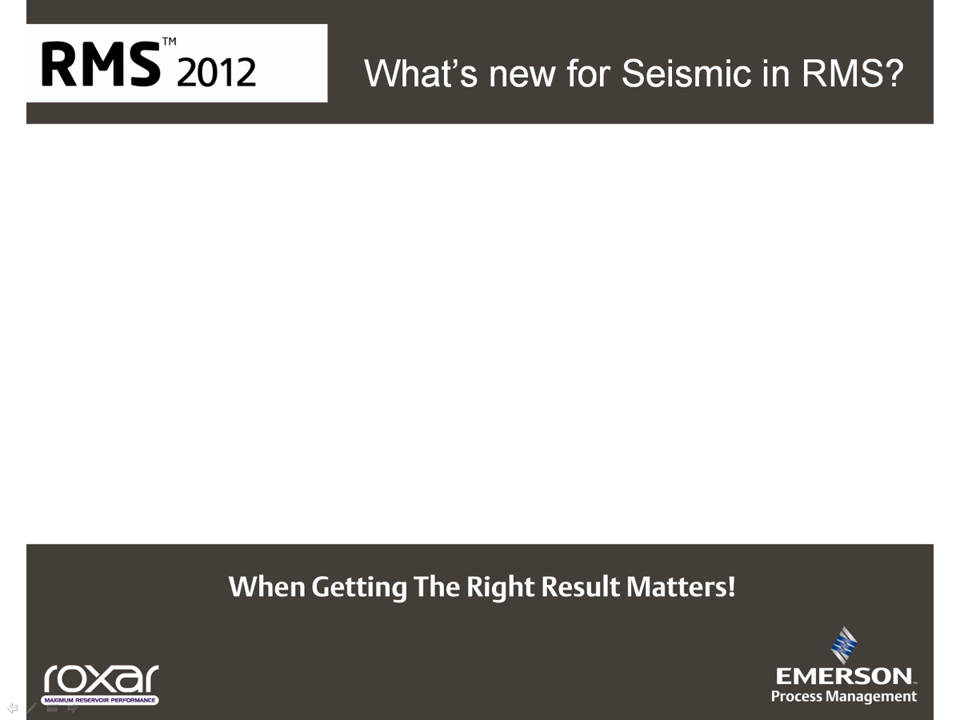 RMS™ 2012
What's new for Seismic in RMS?
When Getting The Right Result Matters!
roxar
MAXIMUM RESERVOIR PERFORMANCE
EMERSON™
Process Management